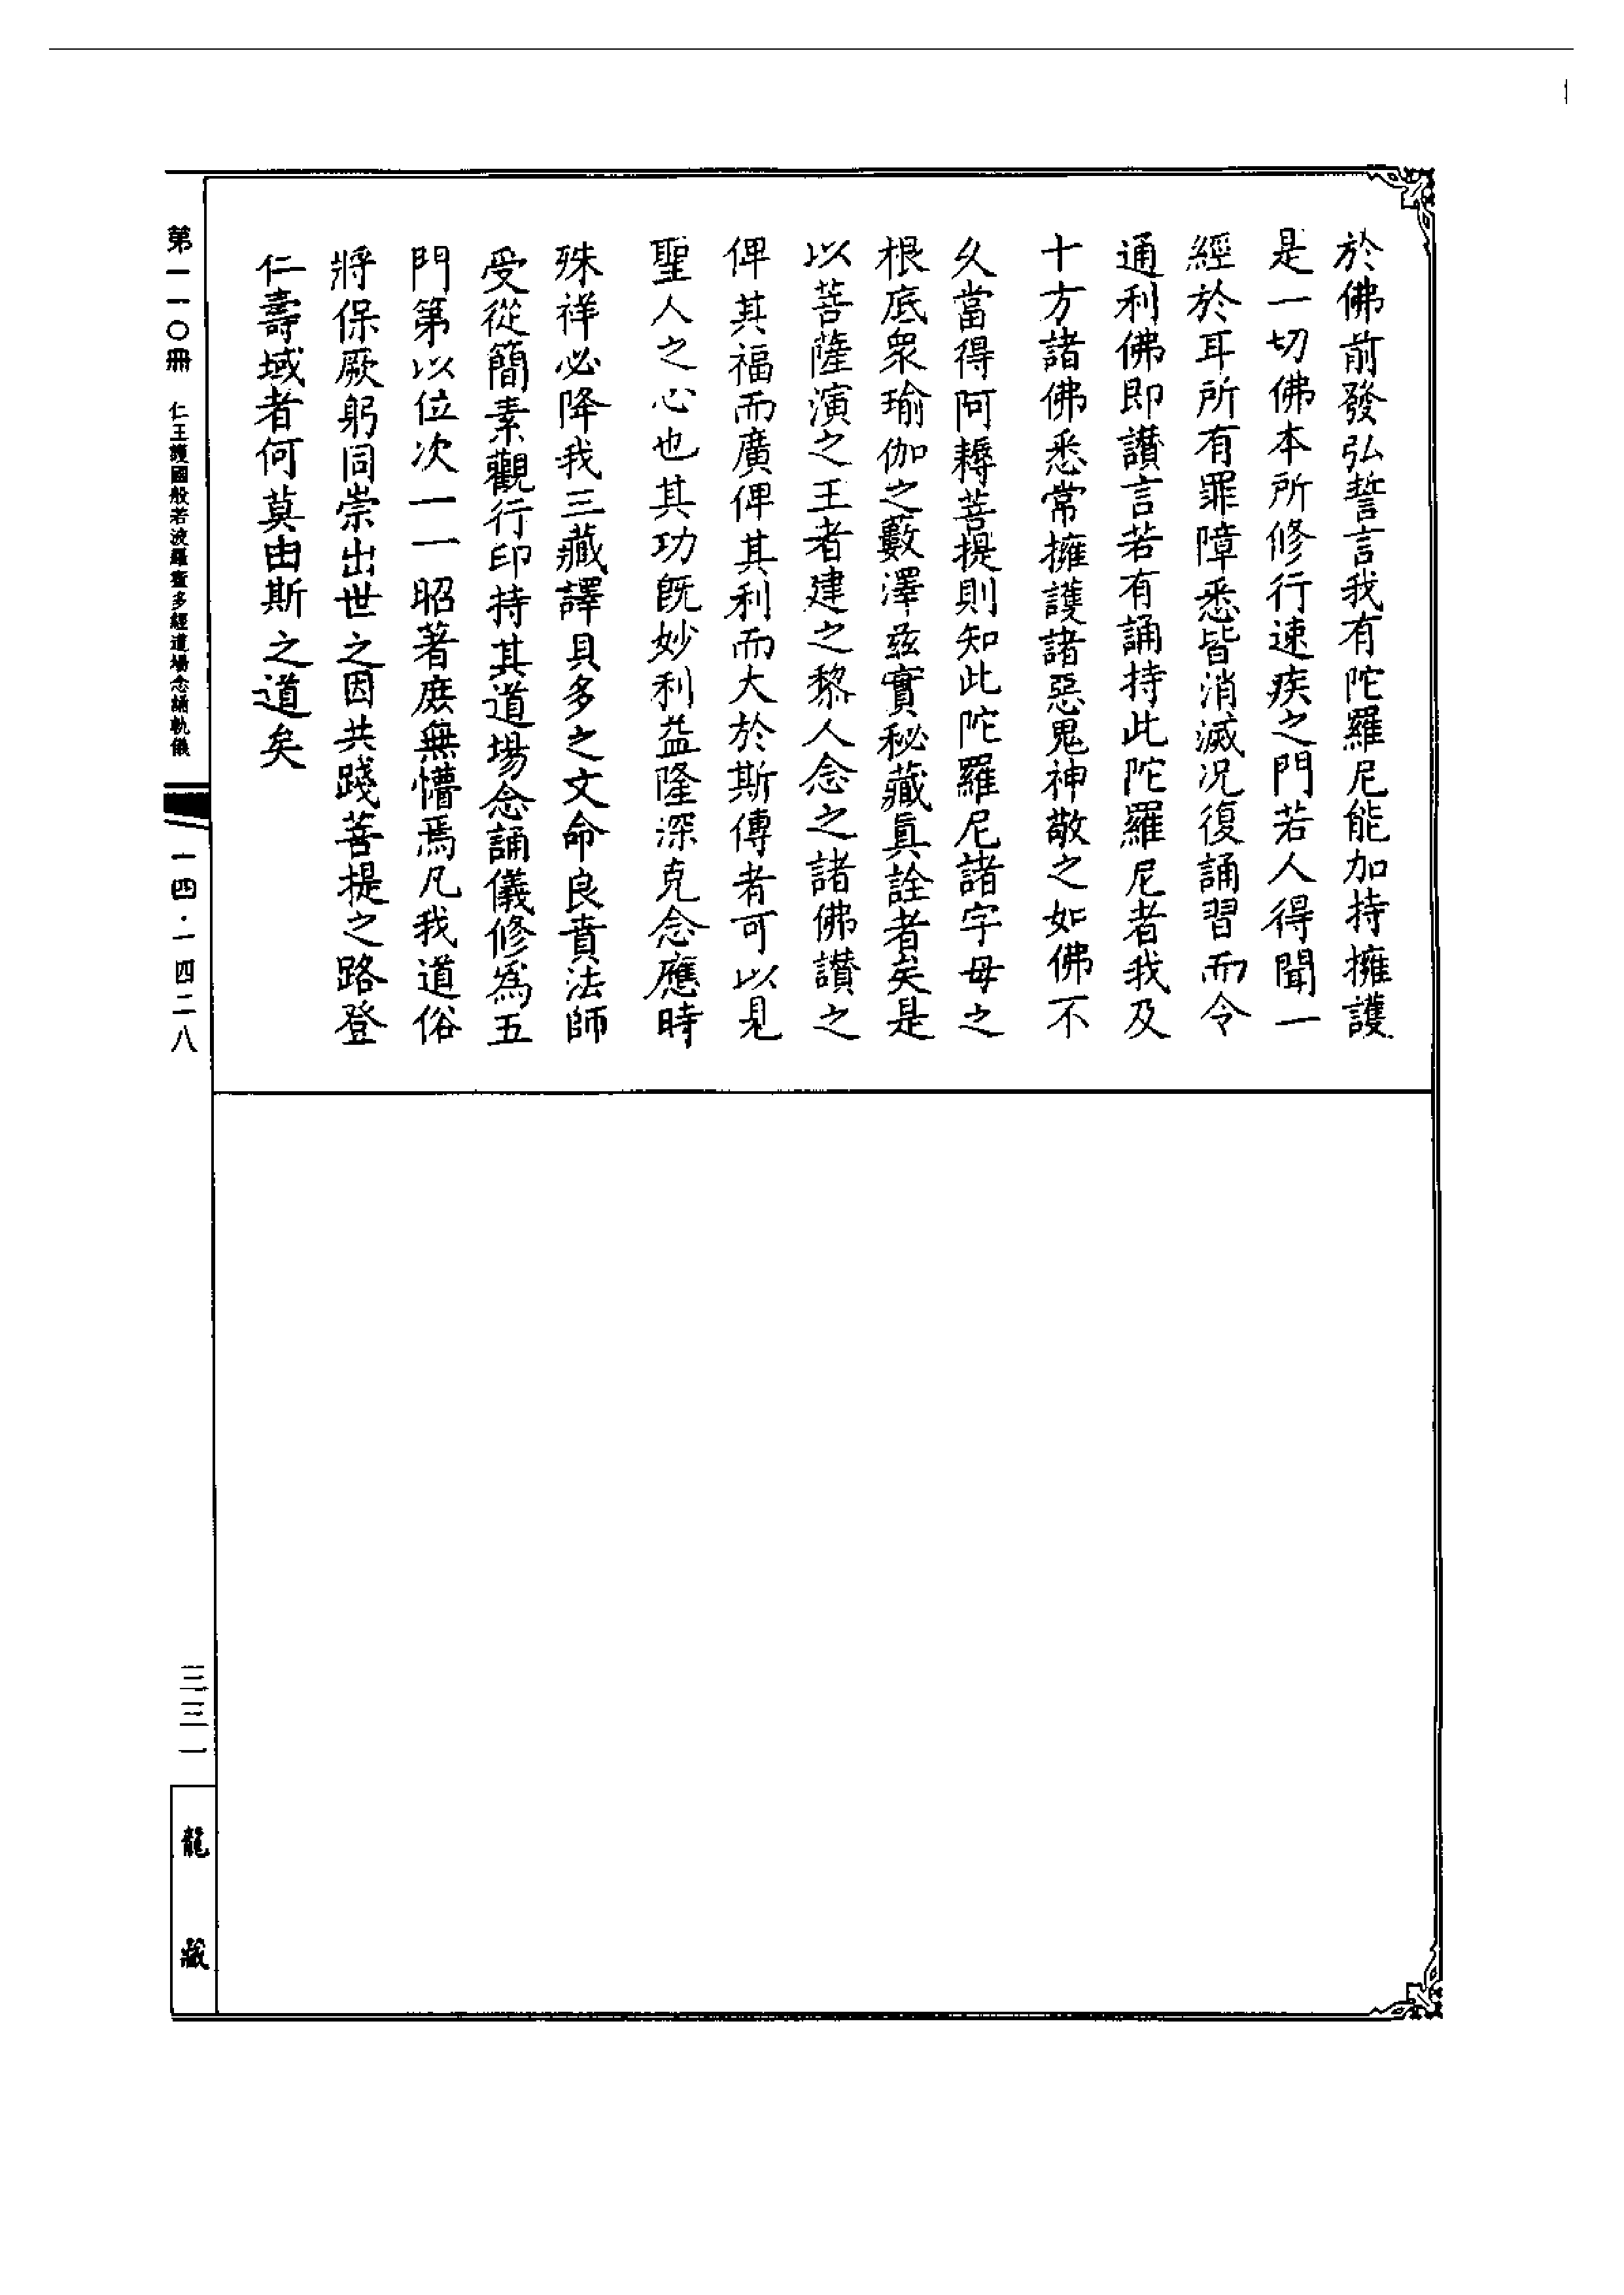 於佛前發弘誓言我有陀羅尼能加持擁護
是一切佛本所修行速疾之門若人得聞一
經於耳所有罪障悉皆消滅況復誦習而令
通利佛即讃言若有誦持此陀羅尼者我及
十方諸佛悉常擁護諸惡鬼神敬之如佛不
久當得阿耨菩提則知此陀羅尼諸字母之
根底衆瑜伽之藪澤兹實秘藏眞詮者矣是
以菩薩演之王者建之黎人念之諸佛讃之
俾其福而廣俾其利而大於斯傳者可以見
聖人之心也其功旣妙利益隆深克念應時
殊祥必降我三藏譯貝多之文命良賁法師
受從簡素觀行印持其道場念誦儀修爲五
門第以位次一一昭著庶無懵焉凡我道俗
將保厥躬同崇出世之因共踐菩提之路登
仁壽域者何莫由斯之道矣
第一一〇冊 仁王護國般若波羅蜜多經道場念誦軌儀
一四·一四二八
三三一
龍藏